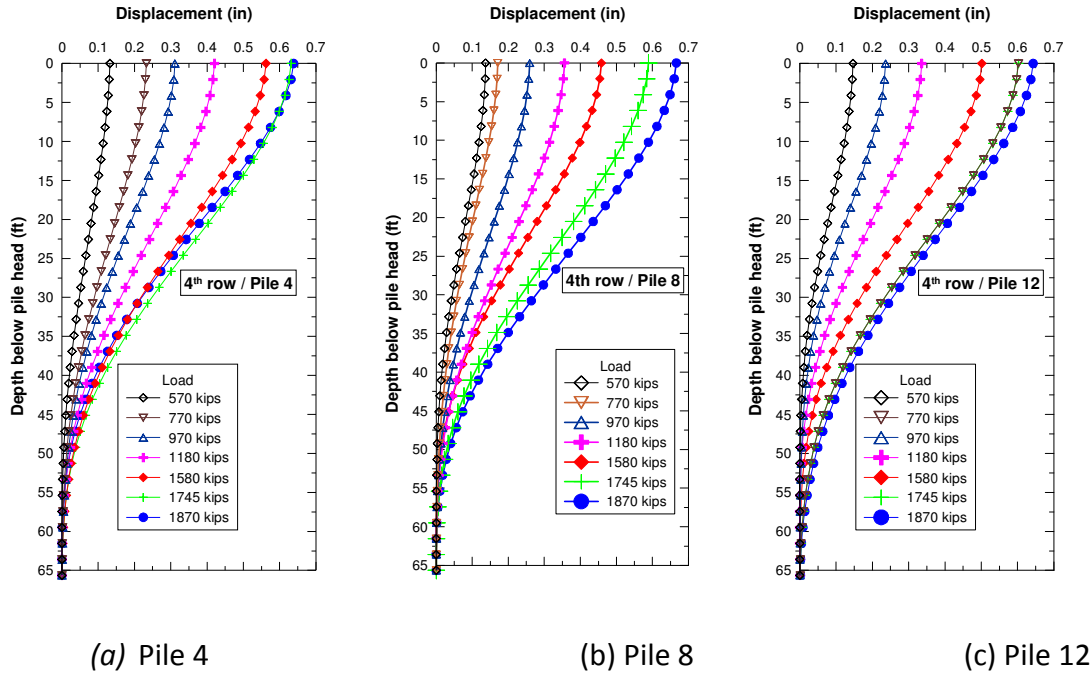 Displacement (in)
0 0.1 0.2 0.3 0.4 0.5 0.6 0.7
0
5
10
15
20
25
30
35
40
45
50
55
60
65
Depth below pile head (ft)
4th row / Pile 4
Load
570 kips
770 kips
970 kips
1180 kips
1580 kips
1745 kips
1870 kips
(a) Pile 4
Displacement (in)
0 0.1 0.2 0.3 0.4 0.5 0.6 0.7
0
5
10
15
20
25
30
35
40
45
50
55
60
65
Depth below pile head (ft)
4th row / Pile 8
Load
570 kips
770 kips
970 kips
1180 kips
1580 kips
1745 kips
1870 kips
(b) Pile 8
Displacement (in)
0 0.1 0.2 0.3 0.4 0.5 0.6 0.7
0
5
10
15
20
25
30
35
40
45
50
55
60
65
Depth below pile head (ft)
4th row / Pile 12
Load
570 kips
770 kips
970 kips
1180 kips
1580 kips
1745 kips
1870 kips
(c) Pile 12